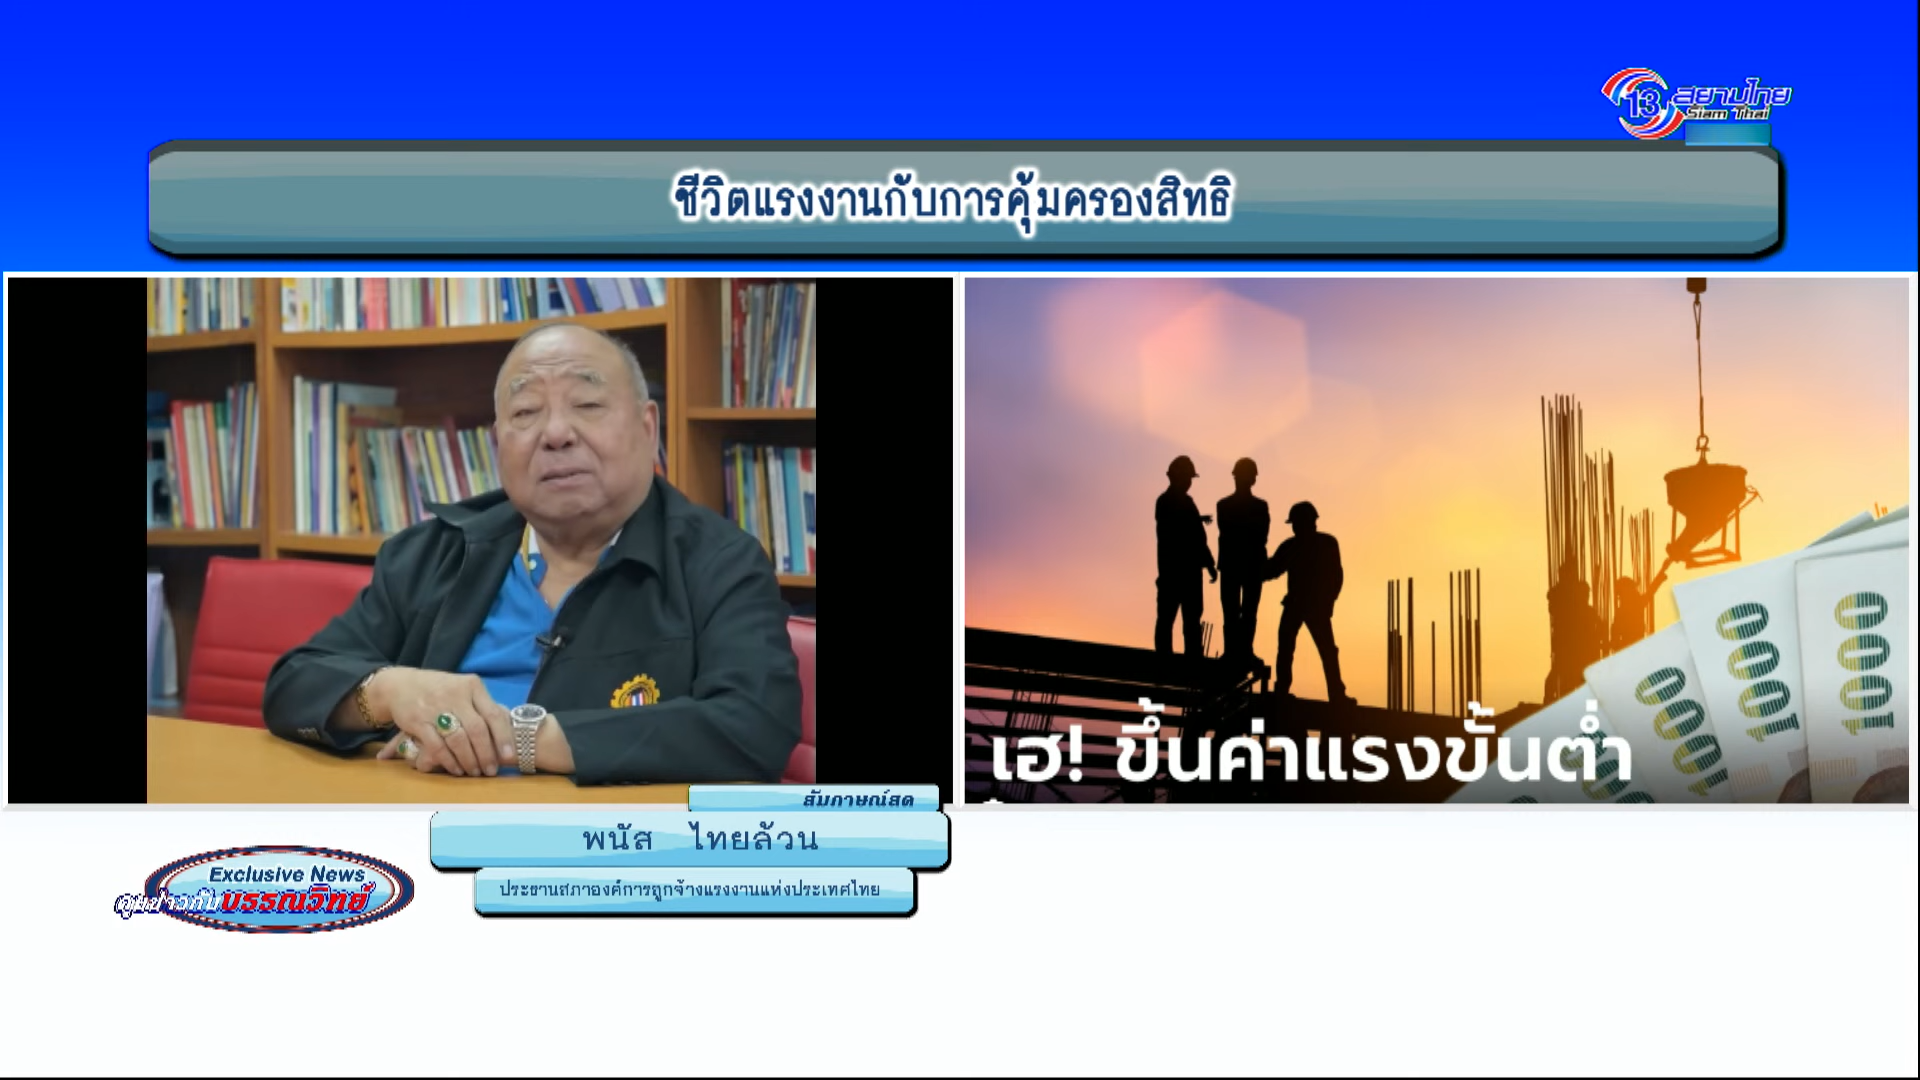 13 สยามไทย
Siam Thai
ชีวิตแรงงานกับการคุ้มครองสิทธิ
1000
1000
1000
เฮ! ขึ้นค่าแรงขั้นต่ำ
สัมภาษณ์สด
พนัส ไทยล้วน
ประธานสภาองค์การลูกจ้างแรงงานแห่งประเทศไทย
Exclusive News
คุยข่าวกับบรรณวิทย์